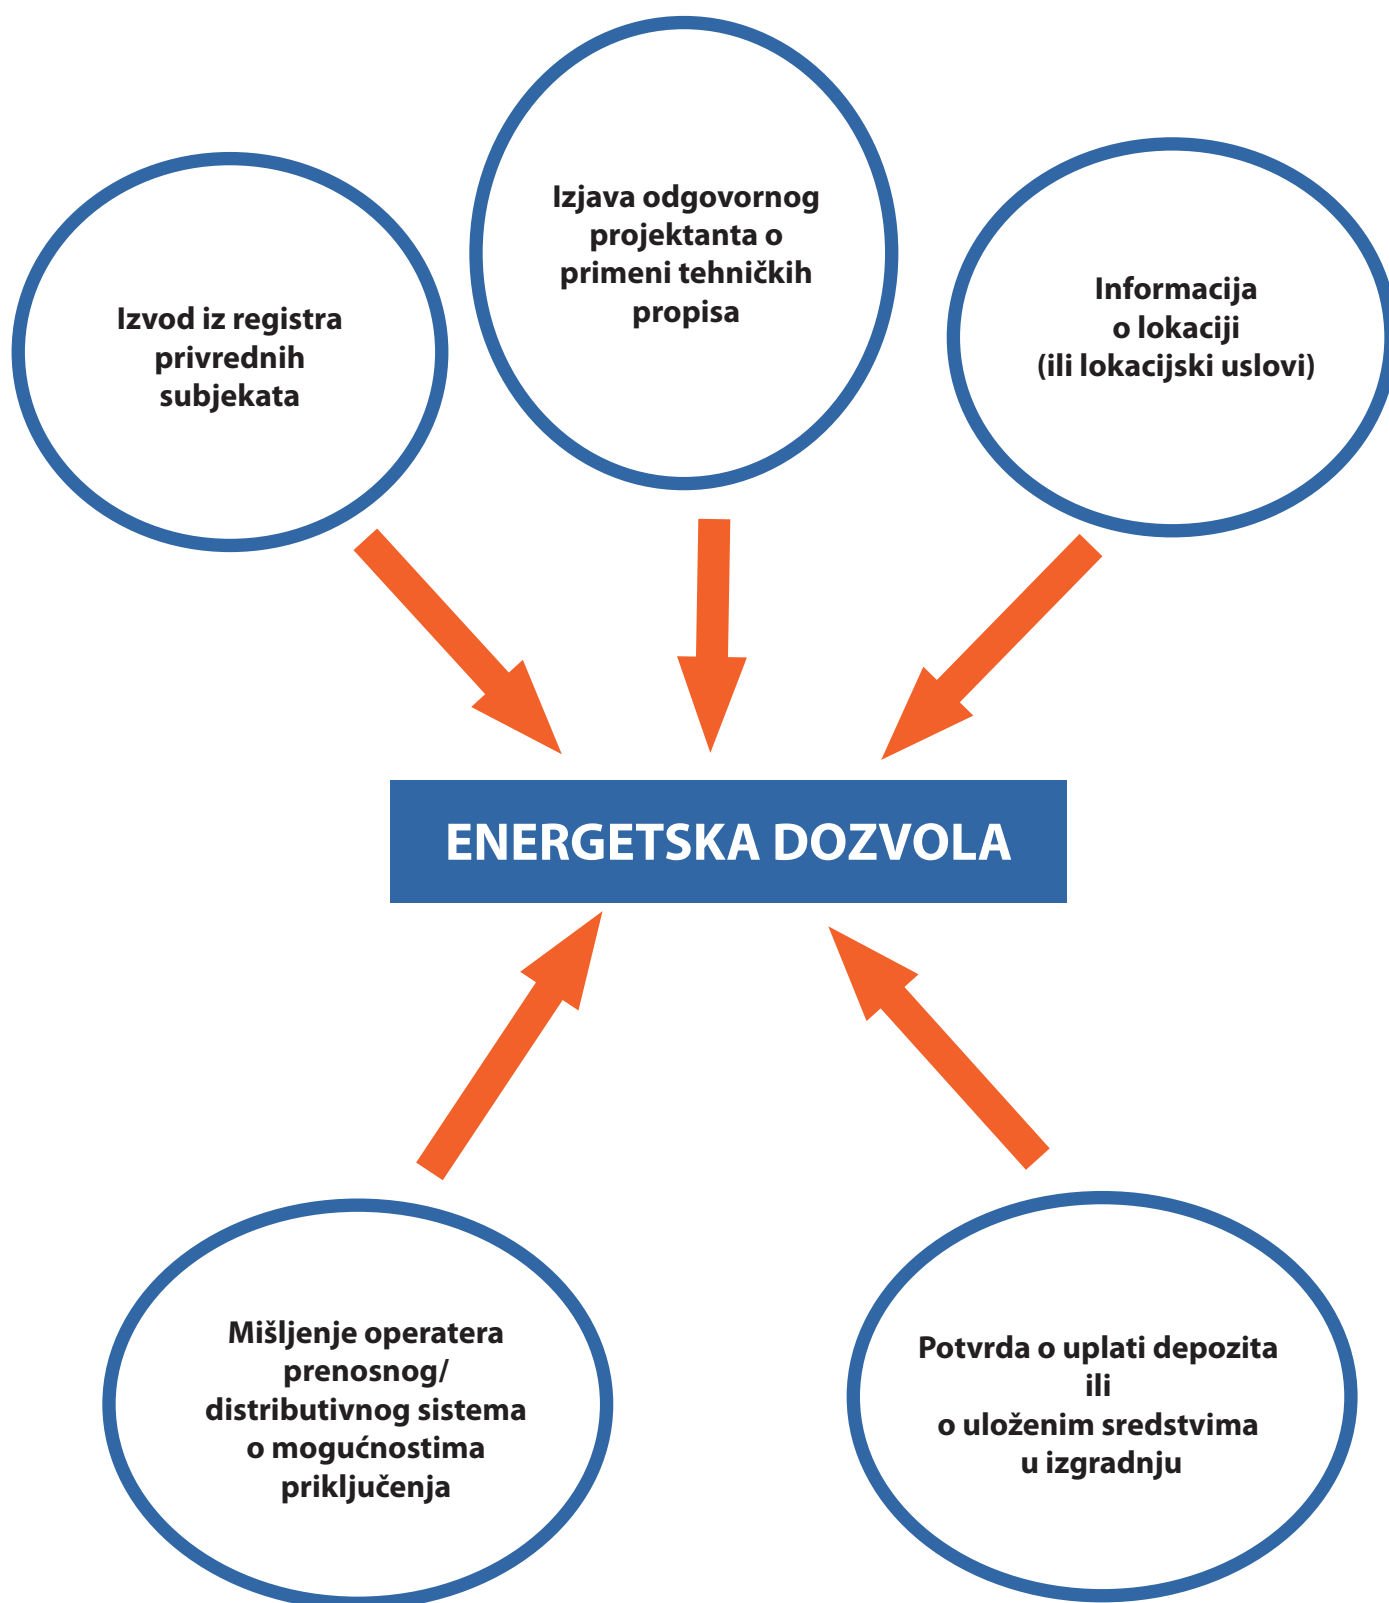 Izvod iz registra
privrednih
subjekata
Izjava odgovornog
projektanta o
primeni tehničkih
propisa
Informacija
o lokaciji
(ili lokacijski uslovi)
ENERGETSKA DOZVOLA
Mišljenje operatera
prenosnog/
distributivnog sistema
o mogućnostima
priključenja
Potvrda o uplati depozita
ili
o uloženim sredstvima
u izgradnju